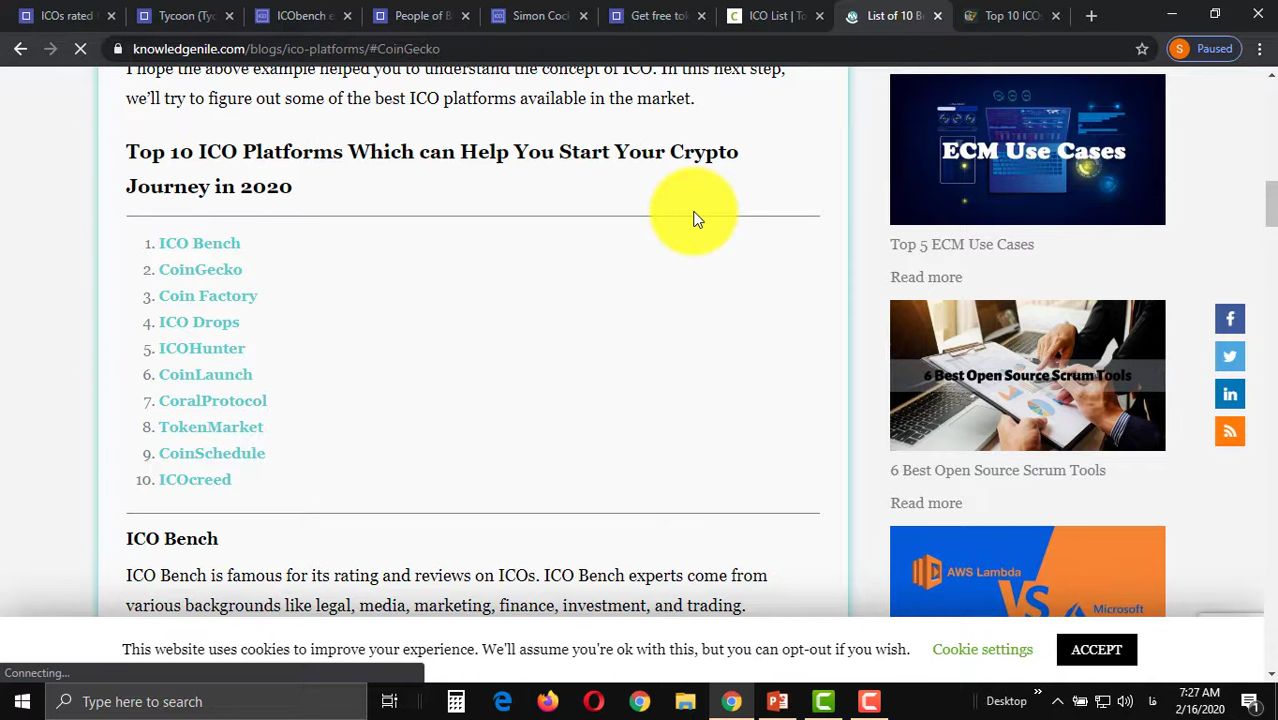 ICOs rated
Tycoon (Ty
ICObench e
People of B
Simon Coc
Get free to
ICO List | To
List of 10 B
Top 10 ICO
knowledgenile.com/blogs/ico-platforms/#CoinGecko
S Paused
I hope the above example helped you to understand the concept of ICO. In this next step,
we'll try to figure out some of the best ICO platforms available in the market.
Top 10 ICO Platforms Which can Help You Start Your Crypto
Journey in 2020
1. ICO Bench
2. CoinGecko
3. Coin Factory
4. ICO Drops
5. ICOHunter
6. CoinLaunch
7. CoralProtocol
8. TokenMarket
9. CoinSchedule
10. ICOcreed
ICO Bench
ICO Bench is famous for its rating and reviews on ICOs. ICO Bench experts come from
various backgrounds like legal, media, marketing, finance, investment, and trading.
ECM Use Cases
Top 5 ECM Use Cases
Read more
6 Best Open Source Scrum Tools
6 Best Open Source Scrum Tools
Read more
AWS Lambda
VS
Microsoft
This website uses cookies to improve your experience. We'll assume you're ok with this, but you can opt-out if you wish.
Cookie settings
ACCEPT
Connecting...
Type here to search
Desktop
فا
7:27 AM
2/16/2020
1